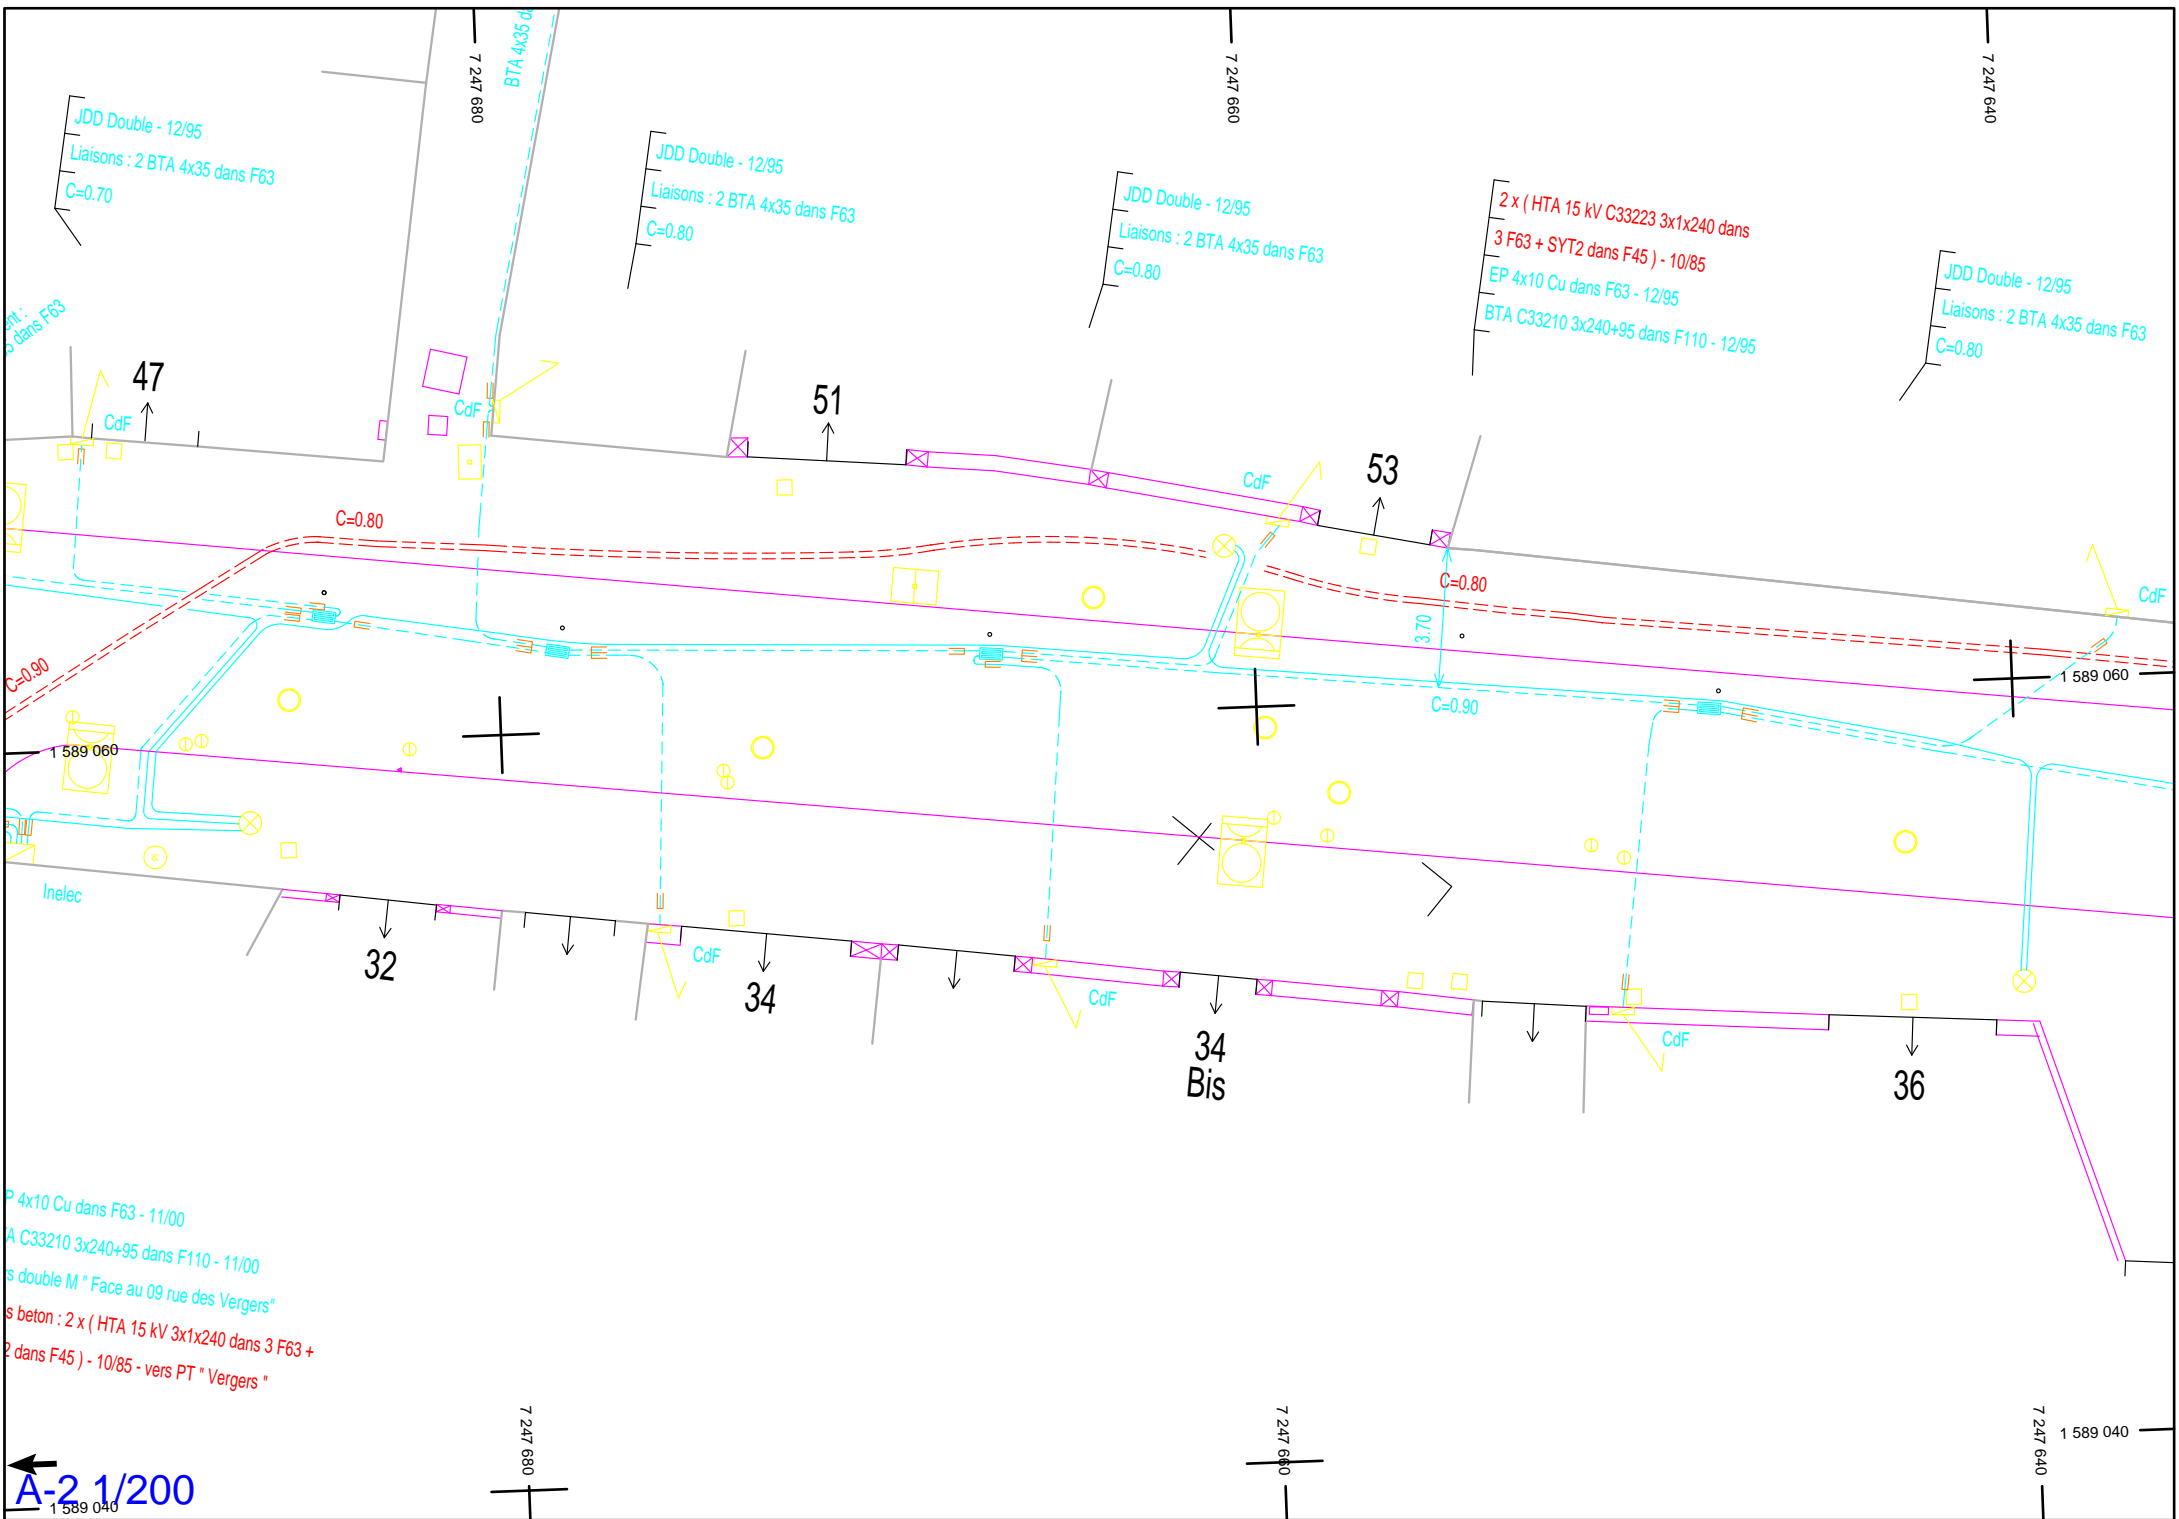 7 247 680
7 247 660
7 247 640
BTA 4x35
JDD Double - 12/95
Liaisons : 2 BTA 4x35 dans F63
C=0.70
JDD Double - 12/95
Liaisons : 2 BTA 4x35 dans F63
C=0.80
JDD Double - 12/95
Liaisons : 2 BTA 4x35 dans F63
C=0.80
2 x ( HTA 15 kV C33223 3x1x240 dans
3 F63 + SYT2 dans F45 ) - 10/85
EP 4x10 Cu dans F63 - 12/95
BTA C33210 3x240+95 dans F110 - 12/95
JDD Double - 12/95
Liaisons : 2 BTA 4x35 dans F63
C=0.80
dans F63
47
CdF
CdF
51
CdF
53
CdF
C=0.80
C=0.80
3.70
C=0.90
C=0.90
1 589 060
1 589 060
Inelec
32
CdF
34
CdF
34
Bis
CdF
36
4x10 Cu dans F63 - 11/00
C33210 3x240+95 dans F110 - 11/00
double M " Face au 09 rue des Vergers"
beton : 2 x ( HTA 15 kV 3x1x240 dans 3 F63 +
dans F45 ) - 10/85 - vers PT " Vergers "
7 247 680
7 247 660
7 247 640
1 589 040
A-2 1/200
1 589 040